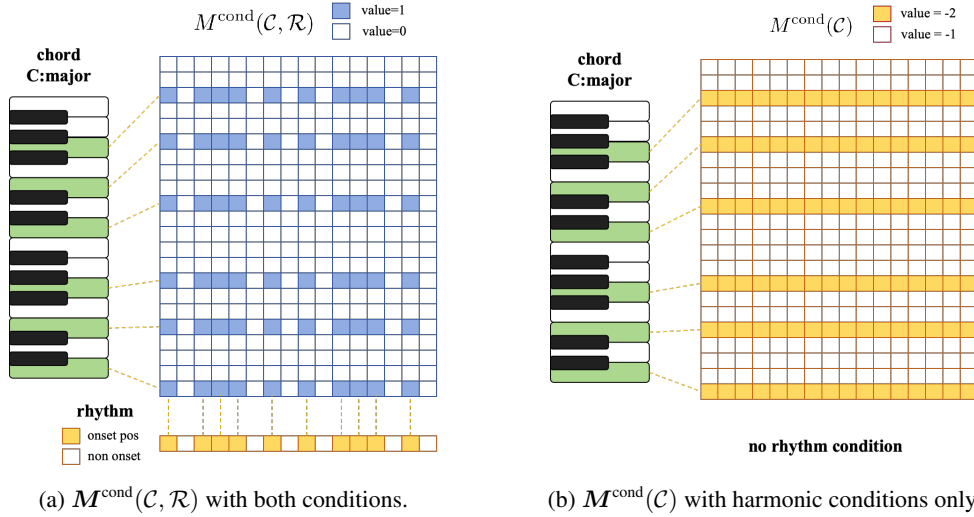 M^cond(C, R)
value=1
value=0
chord
C:major
rhythm
onset pos
non onset
(a) M^cond(C, R) with both conditions.
M^cond(C)
value = -2
value = -1
chord
C:major
no rhythm condition
(b) M^cond(C) with harmonic conditions only